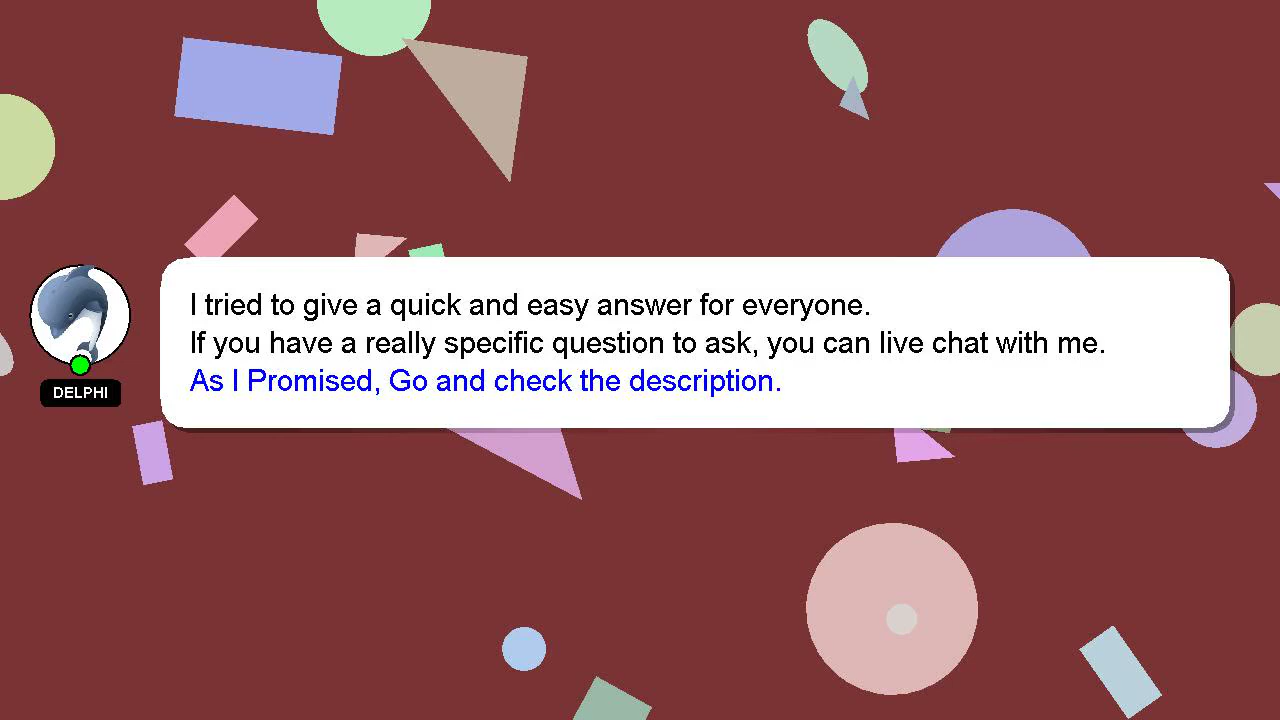 I tried to give a quick and easy answer for everyone.
If you have a really specific question to ask, you can live chat with me.
As I Promised, Go and check the description.
DELPHI